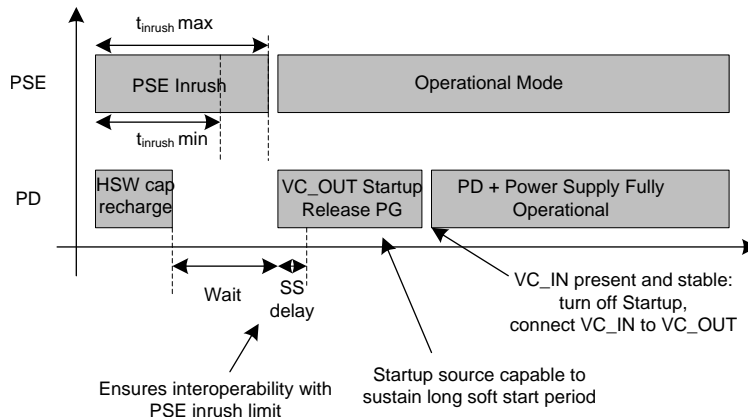 tinrush max
PSE
PSE Inrush
Operational Mode
tinrush min
PD
HSW cap
recharge
VC_OUT Startup
Release PG
PD + Power Supply Fully
Operational
Wait
SS
delay
VC_IN present and stable:
turn off Startup,
connect VC_IN to VC_OUT
Ensures interoperability with
PSE inrush limit
Startup source capable to
sustain long soft start period